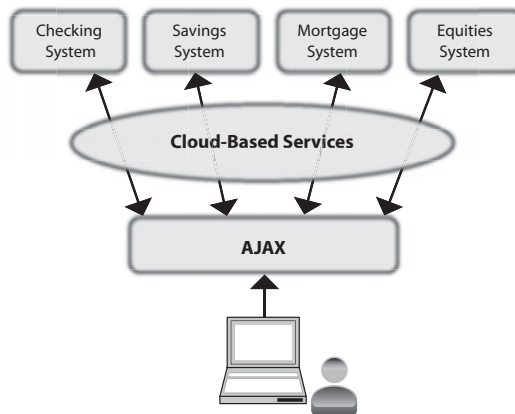 Checking
System
Savings
System
Mortgage
System
Equities
System
Cloud-Based Services
AJAX